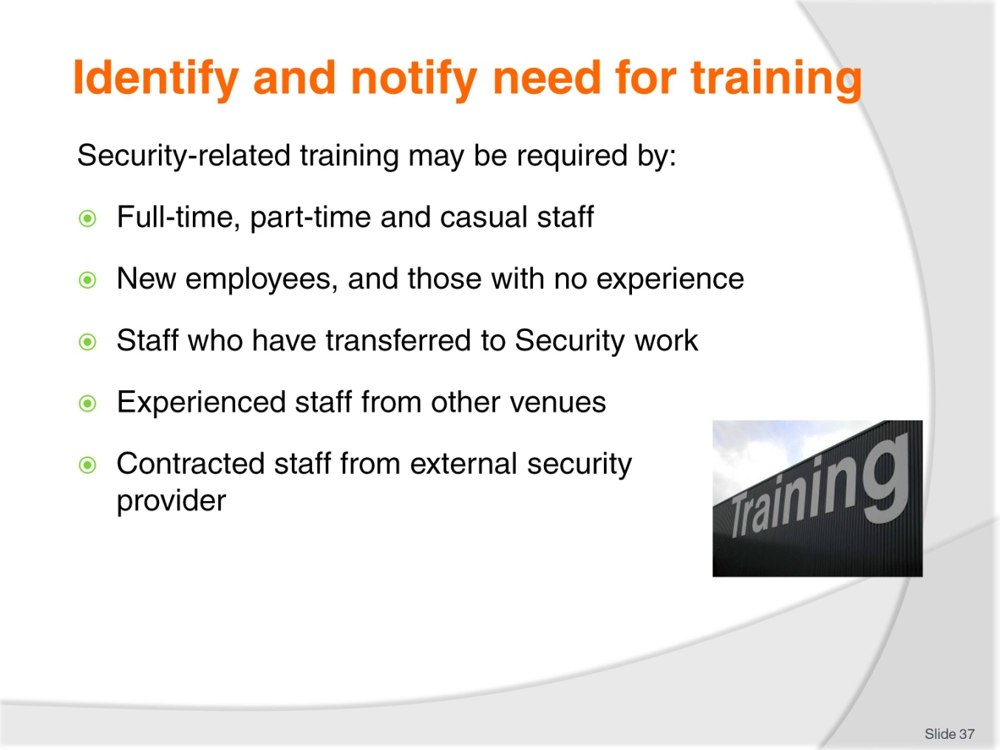 Identify and notify need for training
Security-related training may be required by:
Full-time, part-time and casual staff
New employees, and those with no experience
Staff who have transferred to Security work
Experienced staff from other venues
Contracted staff from external security
provider
Training
Slide 37